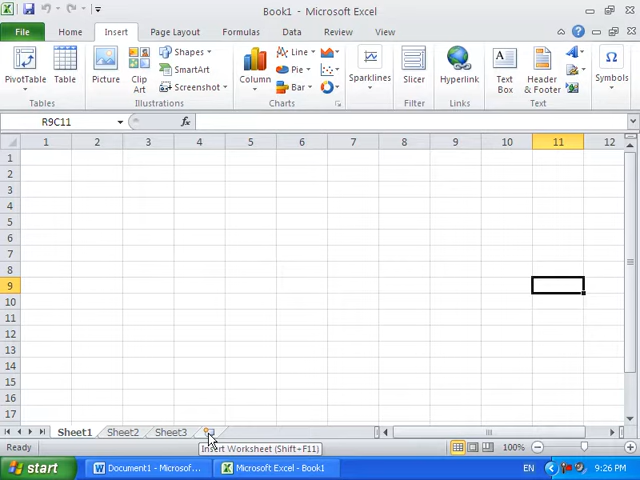 Book1 - Microsoft Excel
File Home Insert Page Layout Formulas Data Review View
PivotTable Table Picture Clip Art Shapes SmartArt Screenshot Column Line Pie Bar Sparklines Slicer Hyperlink Text Box Header & Footer Symbols
Tables Illustrations Charts Filter Links Text
R9C11 fx
1 2 3 4 5 6 7 8 9 10 11 12
1
2
3
4
5
6
7
8
9
10
11
12
13
14
15
16
17
Sheet1 Sheet2 Sheet3
Ready Insert Worksheet (Shift+F11) 100%
start Document1 - Microsof... Microsoft Excel - Book1 EN 9:26 PM